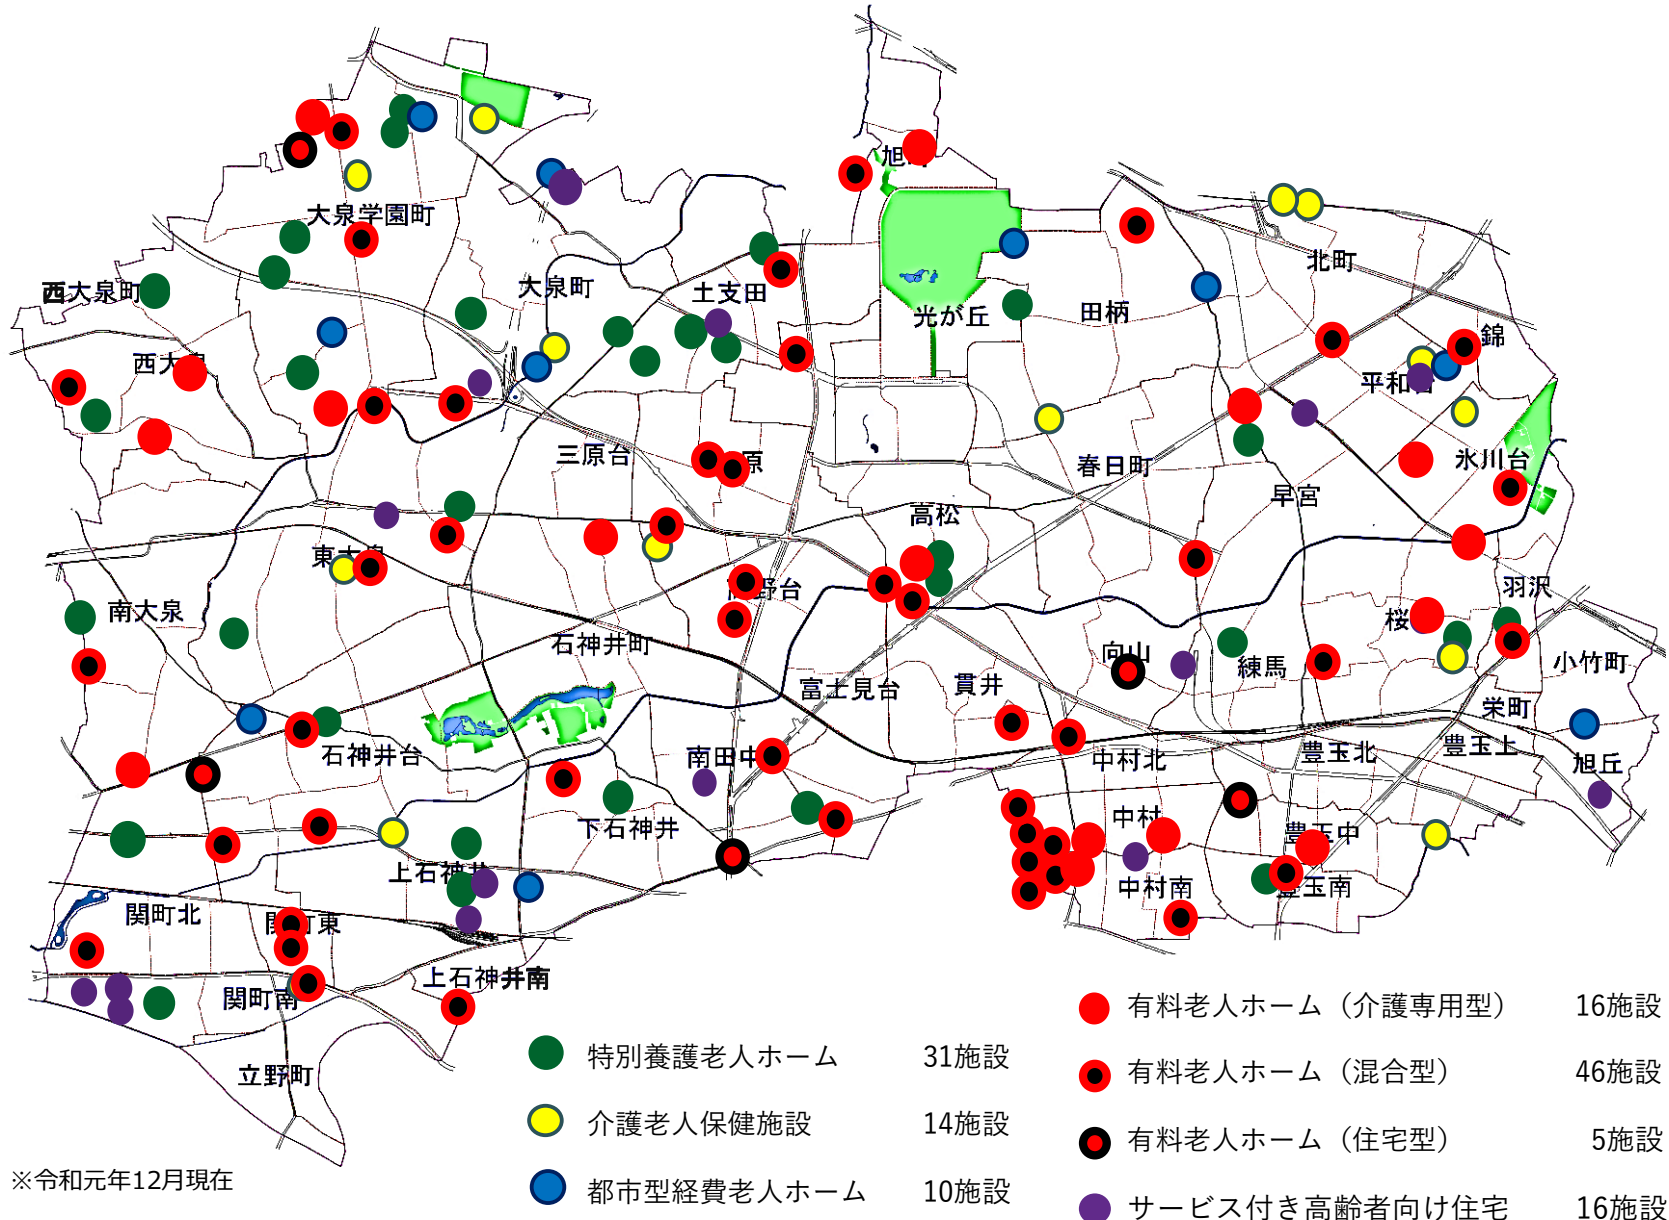 旭町
大泉学園町
北町
西大泉町
大泉町
土支田
光が丘
田柄
錦
西大泉
平和台
三原台
原
春日町
氷川台
早宮
高松
東大泉
南大泉
野台
羽沢
桜
石神井町
向山
練馬
小竹町
富士見台
貫井
栄町
石神井台
南田中
中村北
豊玉北
豊玉上
旭丘
下石神井
中村
豊玉中
上石神井
中村南
豊玉南
関町北
関町東
上石神井南
関町南
立野町
有料老人ホーム（介護専用型） 16施設
特別養護老人ホーム 31施設
有料老人ホーム（混合型） 46施設
介護老人保健施設 14施設
有料老人ホーム（住宅型） 5施設
※令和元年12月現在
都市型経費老人ホーム 10施設
サービス付き高齢者向け住宅 16施設